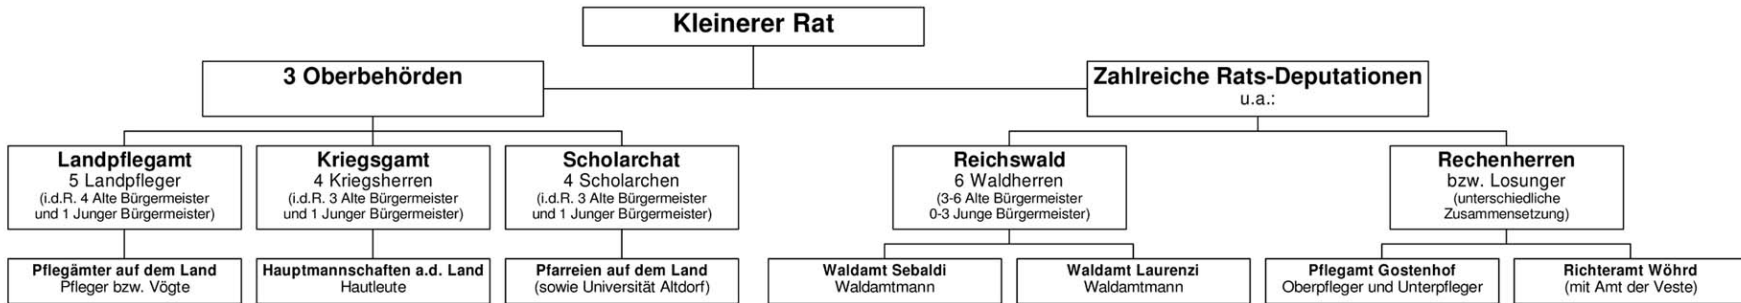 Kleinerer Rat
3 Oberbehörden
Zahlreiche Rats-Deputationen
u.a.:
Landpflegamt
5 Landpfleger
(i.d.R. 4 Alte Bürgermeister
und 1 Junger Bürgermeister)
Kriegsgamt
4 Kriegsherren
(i.d.R. 3 Alte Bürgermeister
und 1 Junger Bürgermeister)
Scholarchat
4 Scholarchen
(i.d.R. 3 Alte Bürgermeister
und 1 Junger Bürgermeister)
Reichswald
6 Waldherren
(3-6 Alte Bürgermeister
0-3 Junge Bürgermeister)
Rechenherren
bzw. Losunger
(unterschiedliche
Zusammensetzung)
Pflegämter auf dem Land
Pfleger bzw. Vögte
Hauptmannschaften a.d. Land
Hautleute
Pfarreien auf dem Land
(sowie Universität Altdorf)
Waldamt Sebaldi
Waldamtmann
Waldamt Laurenzi
Waldamtmann
Pflegamt Gostenhof
Oberpfleger und Unterpfleger
Richteramt Wöhrd
(mit Amt der Veste)